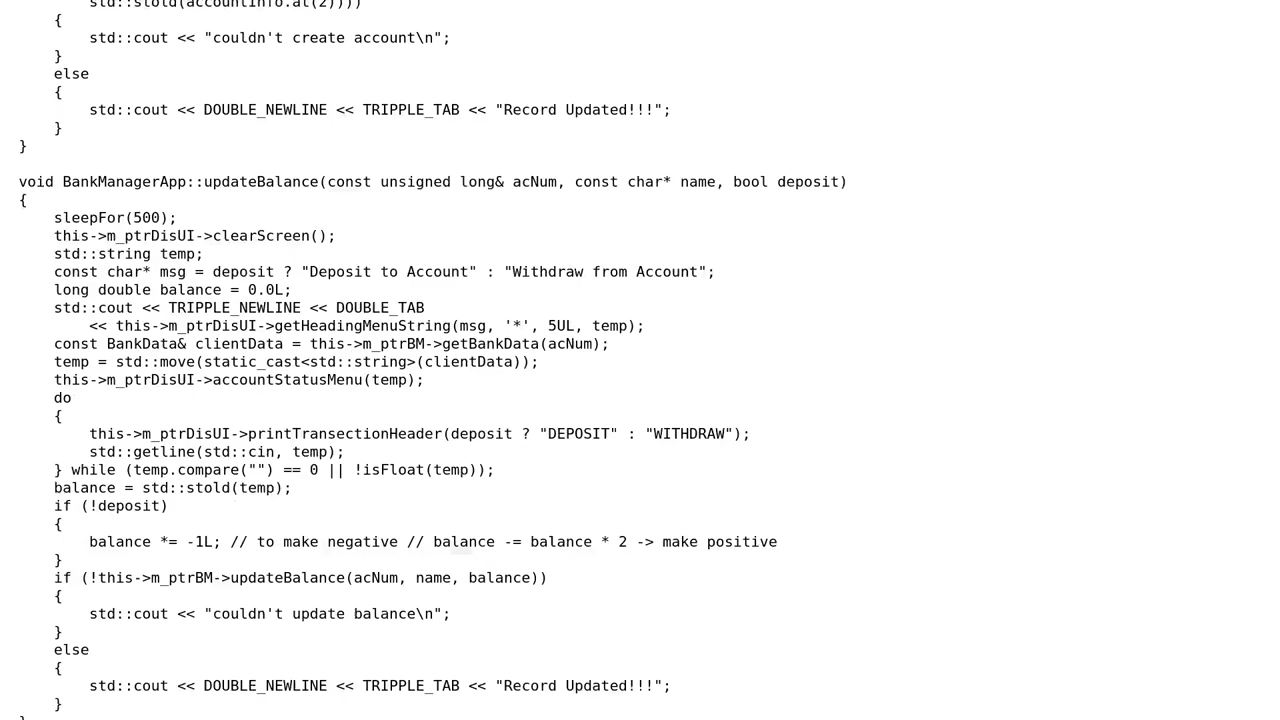 std::stold(accountInfo.at(2))))
{
std::cout << "couldn't create account\n";
}
else
{
std::cout << DOUBLE_NEWLINE << TRIPPLE_TAB << "Record Updated!!!";
}
}
void BankManagerApp::updateBalance(const unsigned long& acNum, const char* name, bool deposit)
{
sleepFor(500);
this->m_ptrDisUI->clearScreen();
std::string temp;
const char* msg = deposit ? "Deposit to Account" : "Withdraw from Account";
long double balance = 0.0L;
std::cout << TRIPPLE_NEWLINE << DOUBLE_TAB
<< this->m_ptrDisUI->getHeadingMenuString(msg, '*', 5UL, temp);
const BankData& clientData = this->m_ptrBM->getBankData(acNum);
temp = std::move(static_cast<std::string>(clientData));
this->m_ptrDisUI->accountStatusMenu(temp);
do
{
this->m_ptrDisUI->printTransectionHeader(deposit ? "DEPOSIT" : "WITHDRAW");
std::getline(std::cin, temp);
} while (temp.compare("") == 0 || !isFloat(temp));
balance = std::stold(temp);
if (!deposit)
{
balance *= -1L; // to make negative // balance -= balance * 2 -> make positive
}
if (!this->m_ptrBM->updateBalance(acNum, name, balance))
{
std::cout << "couldn't update balance\n";
}
else
{
std::cout << DOUBLE_NEWLINE << TRIPPLE_TAB << "Record Updated!!!";
}
}